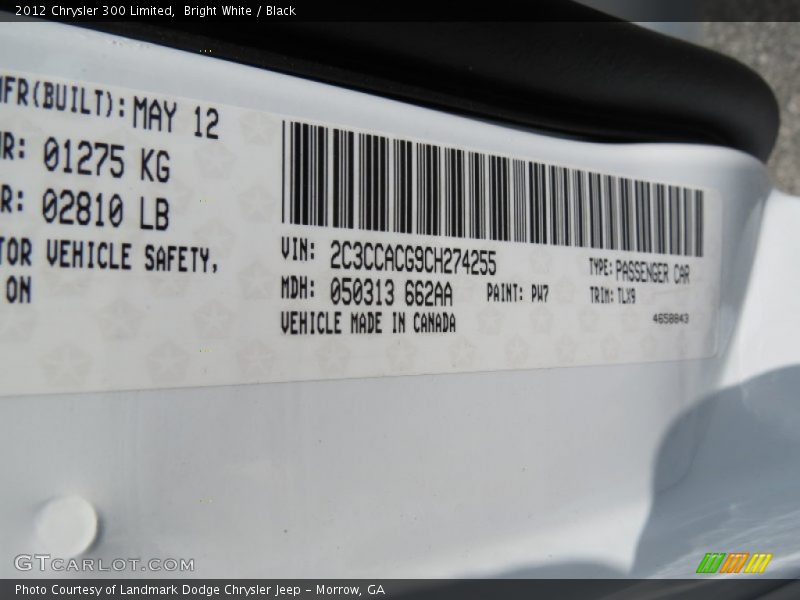 2012 Chrysler 300 Limited, Bright White / Black
MFR(BUILT): MAY 12
WR: 01275 KG
R: 02810 LB
TOR VEHICLE SAFETY,
ON
VIN: 2C3CCACG9CH274255
TYPE: PASSENGER CAR
MDH: 050313 662AA
PAINT: PW7
TRIM: TLX9
VEHICLE MADE IN CANADA
4658843
GTCARLOT.COM
Photo Courtesy of Landmark Dodge Chrysler Jeep - Morrow, GA